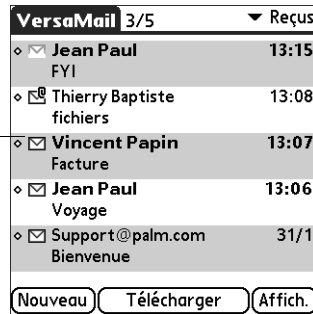 VersaMail 3/5 Reçus
Jean Paul 13:15
FYI
Thierry Baptiste 13:08
fichiers
Vincent Papin 13:07
Facture
Jean Paul 13:06
Voyage
Support@palm.com 31/1
Bienvenue
Nouveau Télécharger Affich.